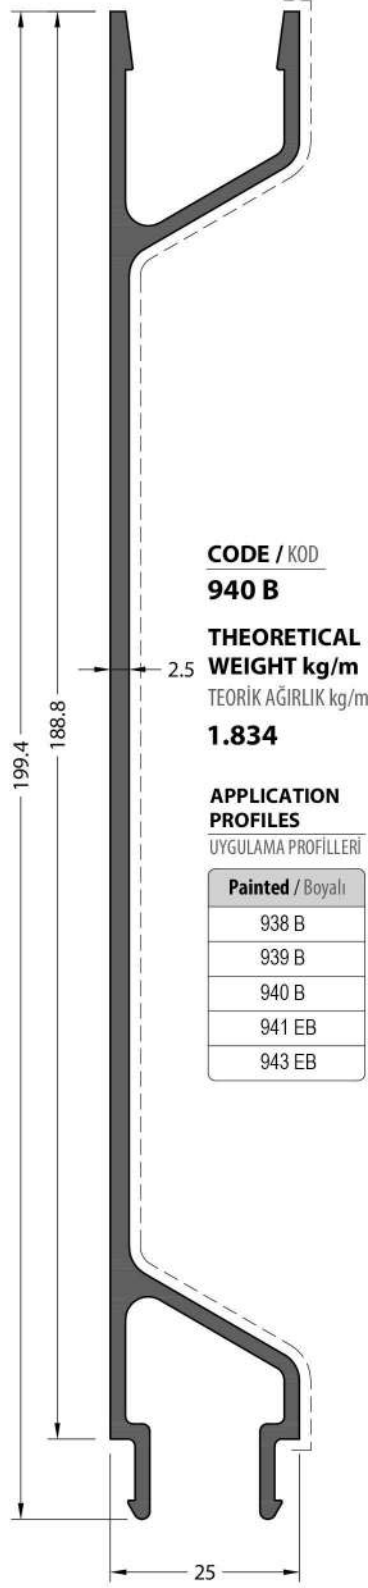 CODE / KOD
940 B
THEORETICAL
WEIGHT kg/m
TEORİK AĞIRLIK kg/m
1.834
2.5
188.8
199.4
APPLICATION
PROFILES
UYGULAMA PROFİLLERİ
Painted / Boyalı
938 B
939 B
940 B
941 EB
943 EB
25